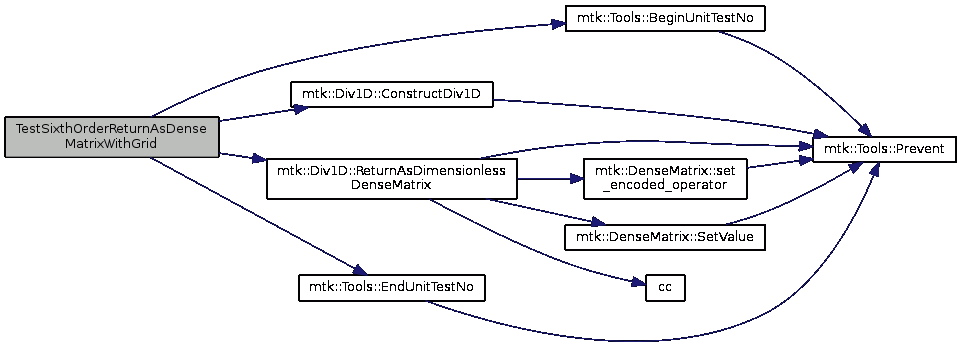 mtk::Tools::BeginUnitTestNo
mtk::Div1D::ConstructDiv1D
TestSixthOrderReturnAsDense
MatrixWithGrid
mtk::Tools::Prevent
mtk::Div1D::ReturnAsDimensionless
DenseMatrix
mtk::DenseMatrix::set
_encoded_operator
mtk::DenseMatrix::SetValue
mtk::Tools::EndUnitTestNo
cc